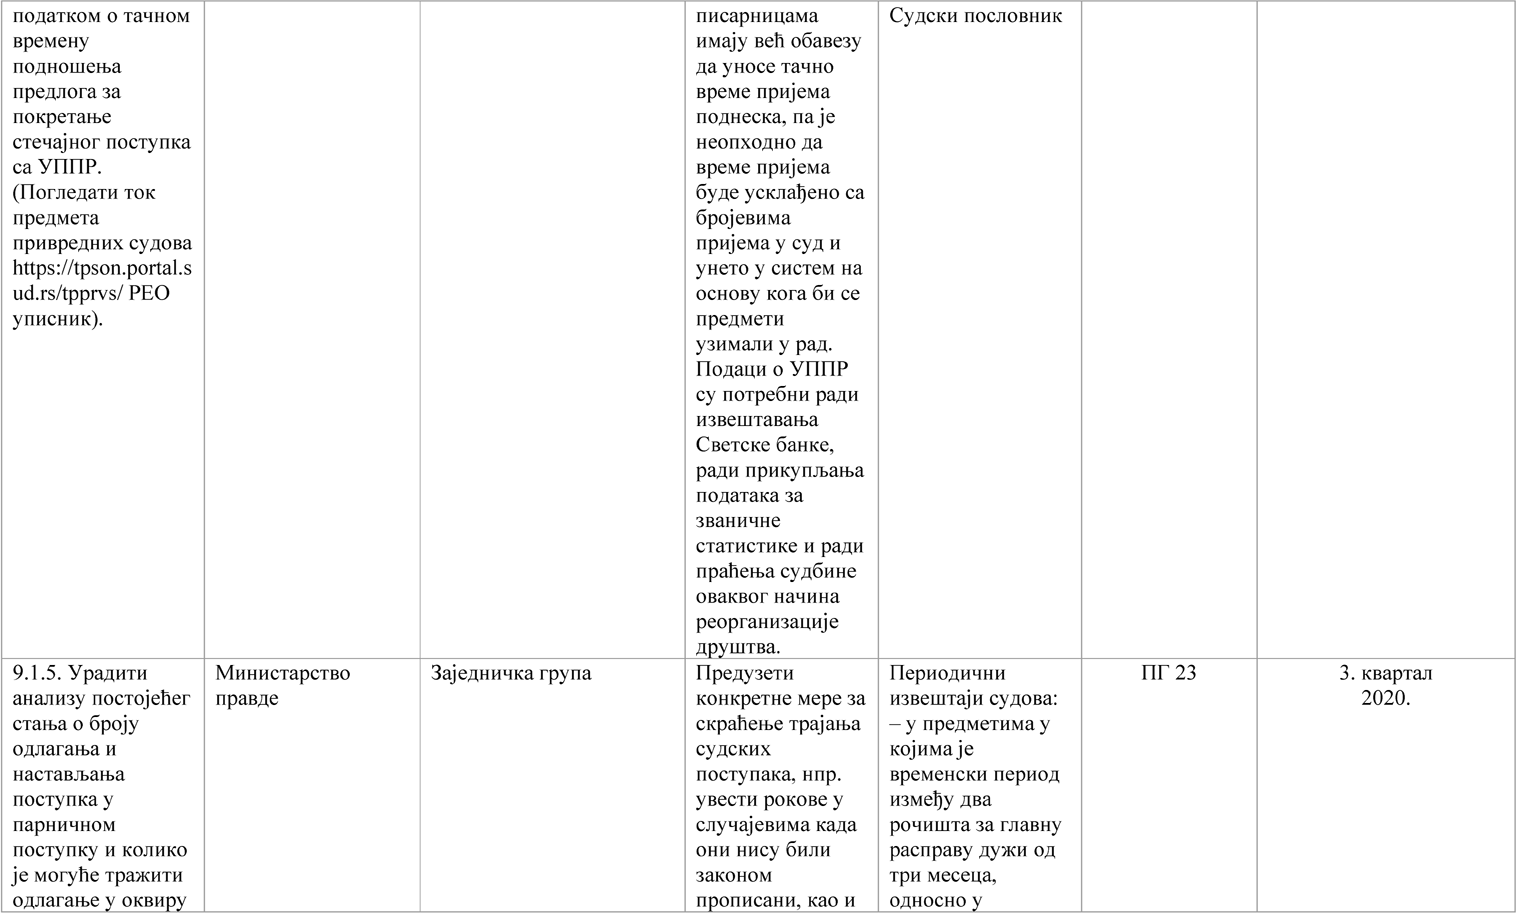 податком о тачном
времену
подношења
предлога за
покретање
стечајног поступка
са УППР.
(Погледати ток
предмета
привредних судова
https://tpson.portal.s
ud.rs/tpprvs/ РЕО
уписник).
писарницама
имају већ обавезу
да уносе тачно
време пријема
поднеска, па је
неопходно да
време пријема
буде усклађено са
бројевима
пријема у суд и
унето у систем на
основу кога би се
предмети
узимали у рад.
Подаци о УППР
су потребни ради
извештавања
Светске банке,
ради прикупљања
података за
званичне
статистике и ради
праћења судбине
оваквог начина
реорганизације
друштва.
Судски пословник
9.1.5. Урадити
анализу постојећег
стања о броју
одлагања и
настављања
поступка у
парничном
поступку и колико
је могуће тражити
одлагање у оквиру
Министарство
правде
Заједничка група
Предузети
конкретне мере за
скраћење трајања
судских
поступака, нпр.
увести рокове у
случајевима када
они нису били
законом
прописани, као и
Периодични
извештаји судова:
– у предметима у
којима је
временски период
између два
рочишта за главну
расправу дужи од
три месеца,
односно у
ПГ 23
3. квартал
2020.